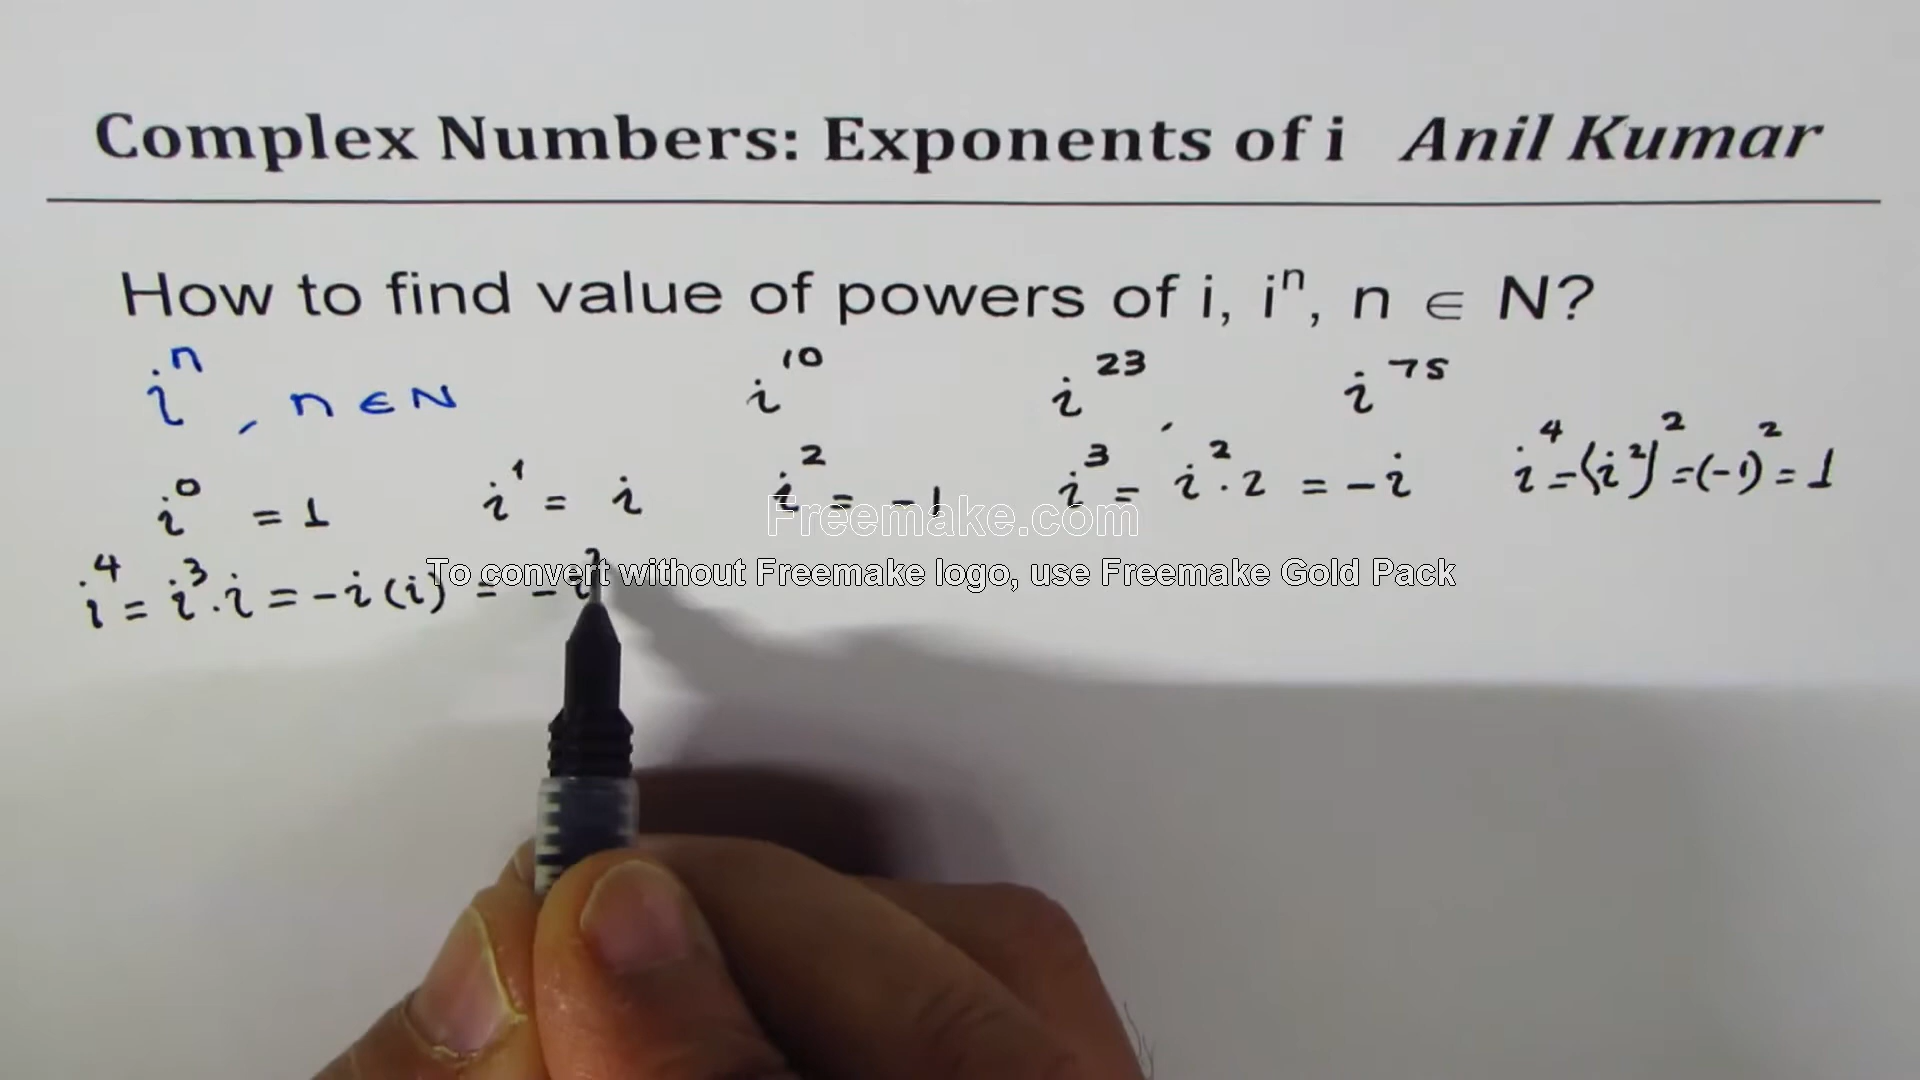 Complex Numbers: Exponents of i Anil Kumar
How to find value of powers of i, iⁿ, n ∈ N?
iⁿ, n ∈ N i¹⁰ i²³, i⁷⁵
i⁰ = 1 i¹ = i i² = -1 i³ = i²·i = -i i⁴ = (i²)² = (-1)² = 1
Freemake.com
To convert without Freemake logo, use Freemake Gold Pack
i⁴ = i³·i = -i(i) = -i²